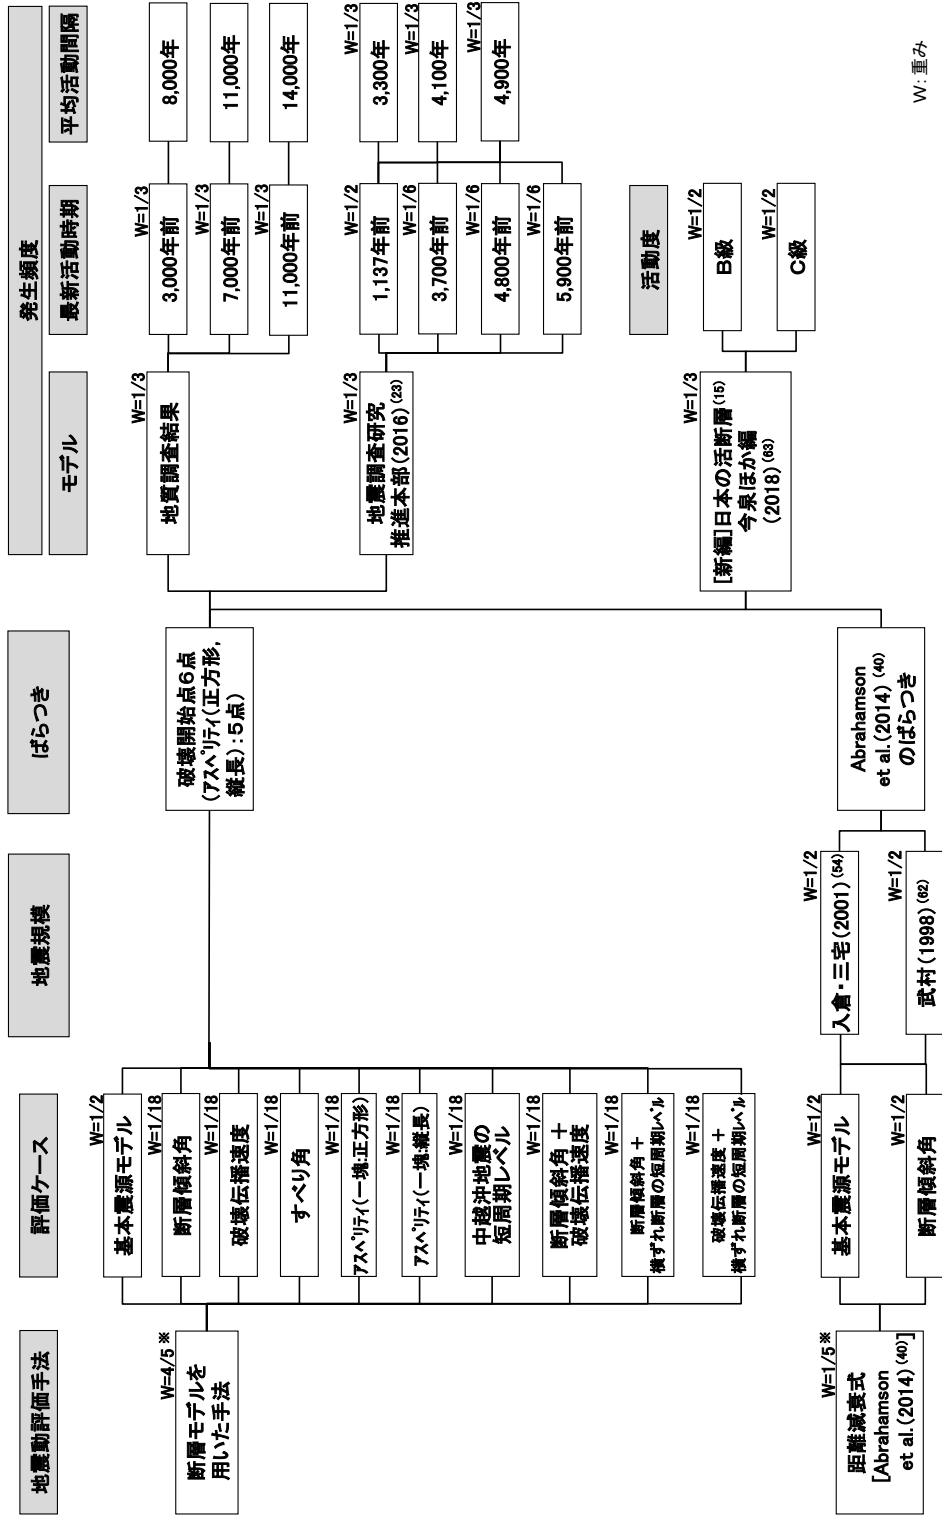 地震動評価手法
評価ケース
地震規模
ばらつき
発生頻度
モデル
最新活動時期
平均活動間隔
W=4/5※
断層モデルを
用いた手法
W=1/2
基本震源モデル
W=1/18
断層傾斜角
W=1/18
破壊伝播速度
W=1/18
すべり角
W=1/18
アスペリティ(一塊:正方形)
W=1/18
アスペリティ(一塊:縦長)
W=1/18
中越沖地震の
短周期レベル
W=1/18
断層傾斜角 +
破壊伝播速度
W=1/18
断層傾斜角 +
横ずれ断層の短周期レベル
W=1/18
破壊伝播速度 +
横ずれ断層の短周期レベル
破壊開始点6点
(アスペリティ(正方形,
縦長):5点)
W=1/3
地質調査結果
W=1/3
3,000年前
8,000年
W=1/3
7,000年前
11,000年
W=1/3
11,000年前
14,000年
W=1/3
地震調査研究
推進本部(2016)(23)
W=1/2
1,137年前
W=1/6
3,700年前
W=1/6
4,800年前
W=1/6
5,900年前
W=1/3
3,300年
W=1/3
4,100年
W=1/3
4,900年
活動度
W=1/3
[新編]日本の活断層(15)
今泉ほか編
(2018)(63)
W=1/2
B級
W=1/2
C級
W=1/5※
距離減衰式
[Abrahamson
et al.(2014)(40)]
W=1/2
基本震源モデル
W=1/2
断層傾斜角
W=1/2
入倉・三宅(2001)(54)
W=1/2
武村(1998)(62)
Abrahamson
et al.(2014)(40)
のばらつき
W:重み